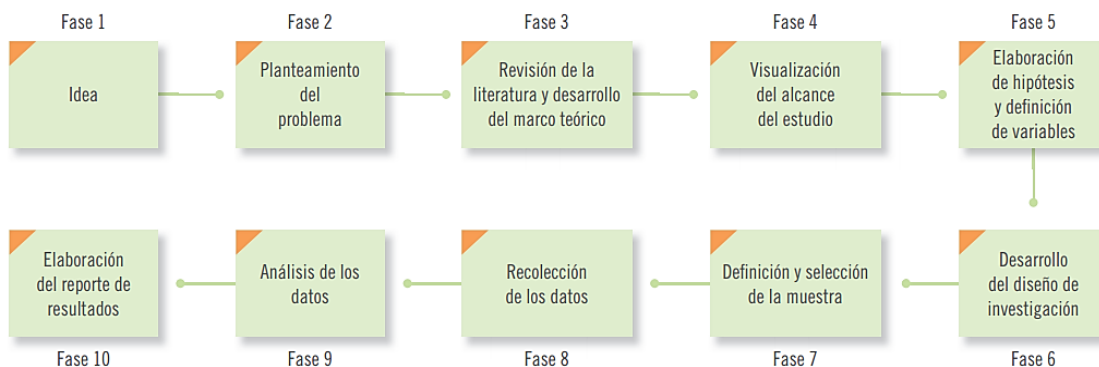 Fase 1
Idea
Fase 2
Planteamiento
del
problema
Fase 3
Revisión de la
literatura y desarrollo
del marco teórico
Fase 4
Visualización
del alcance
del estudio
Fase 5
Elaboración
de hipótesis
y definición
de variables
Desarrollo
del diseño de
investigación
Fase 6
Definición y selección
de la muestra
Fase 7
Recolección
de los datos
Fase 8
Análisis de los
datos
Fase 9
Elaboración
del reporte de
resultados
Fase 10